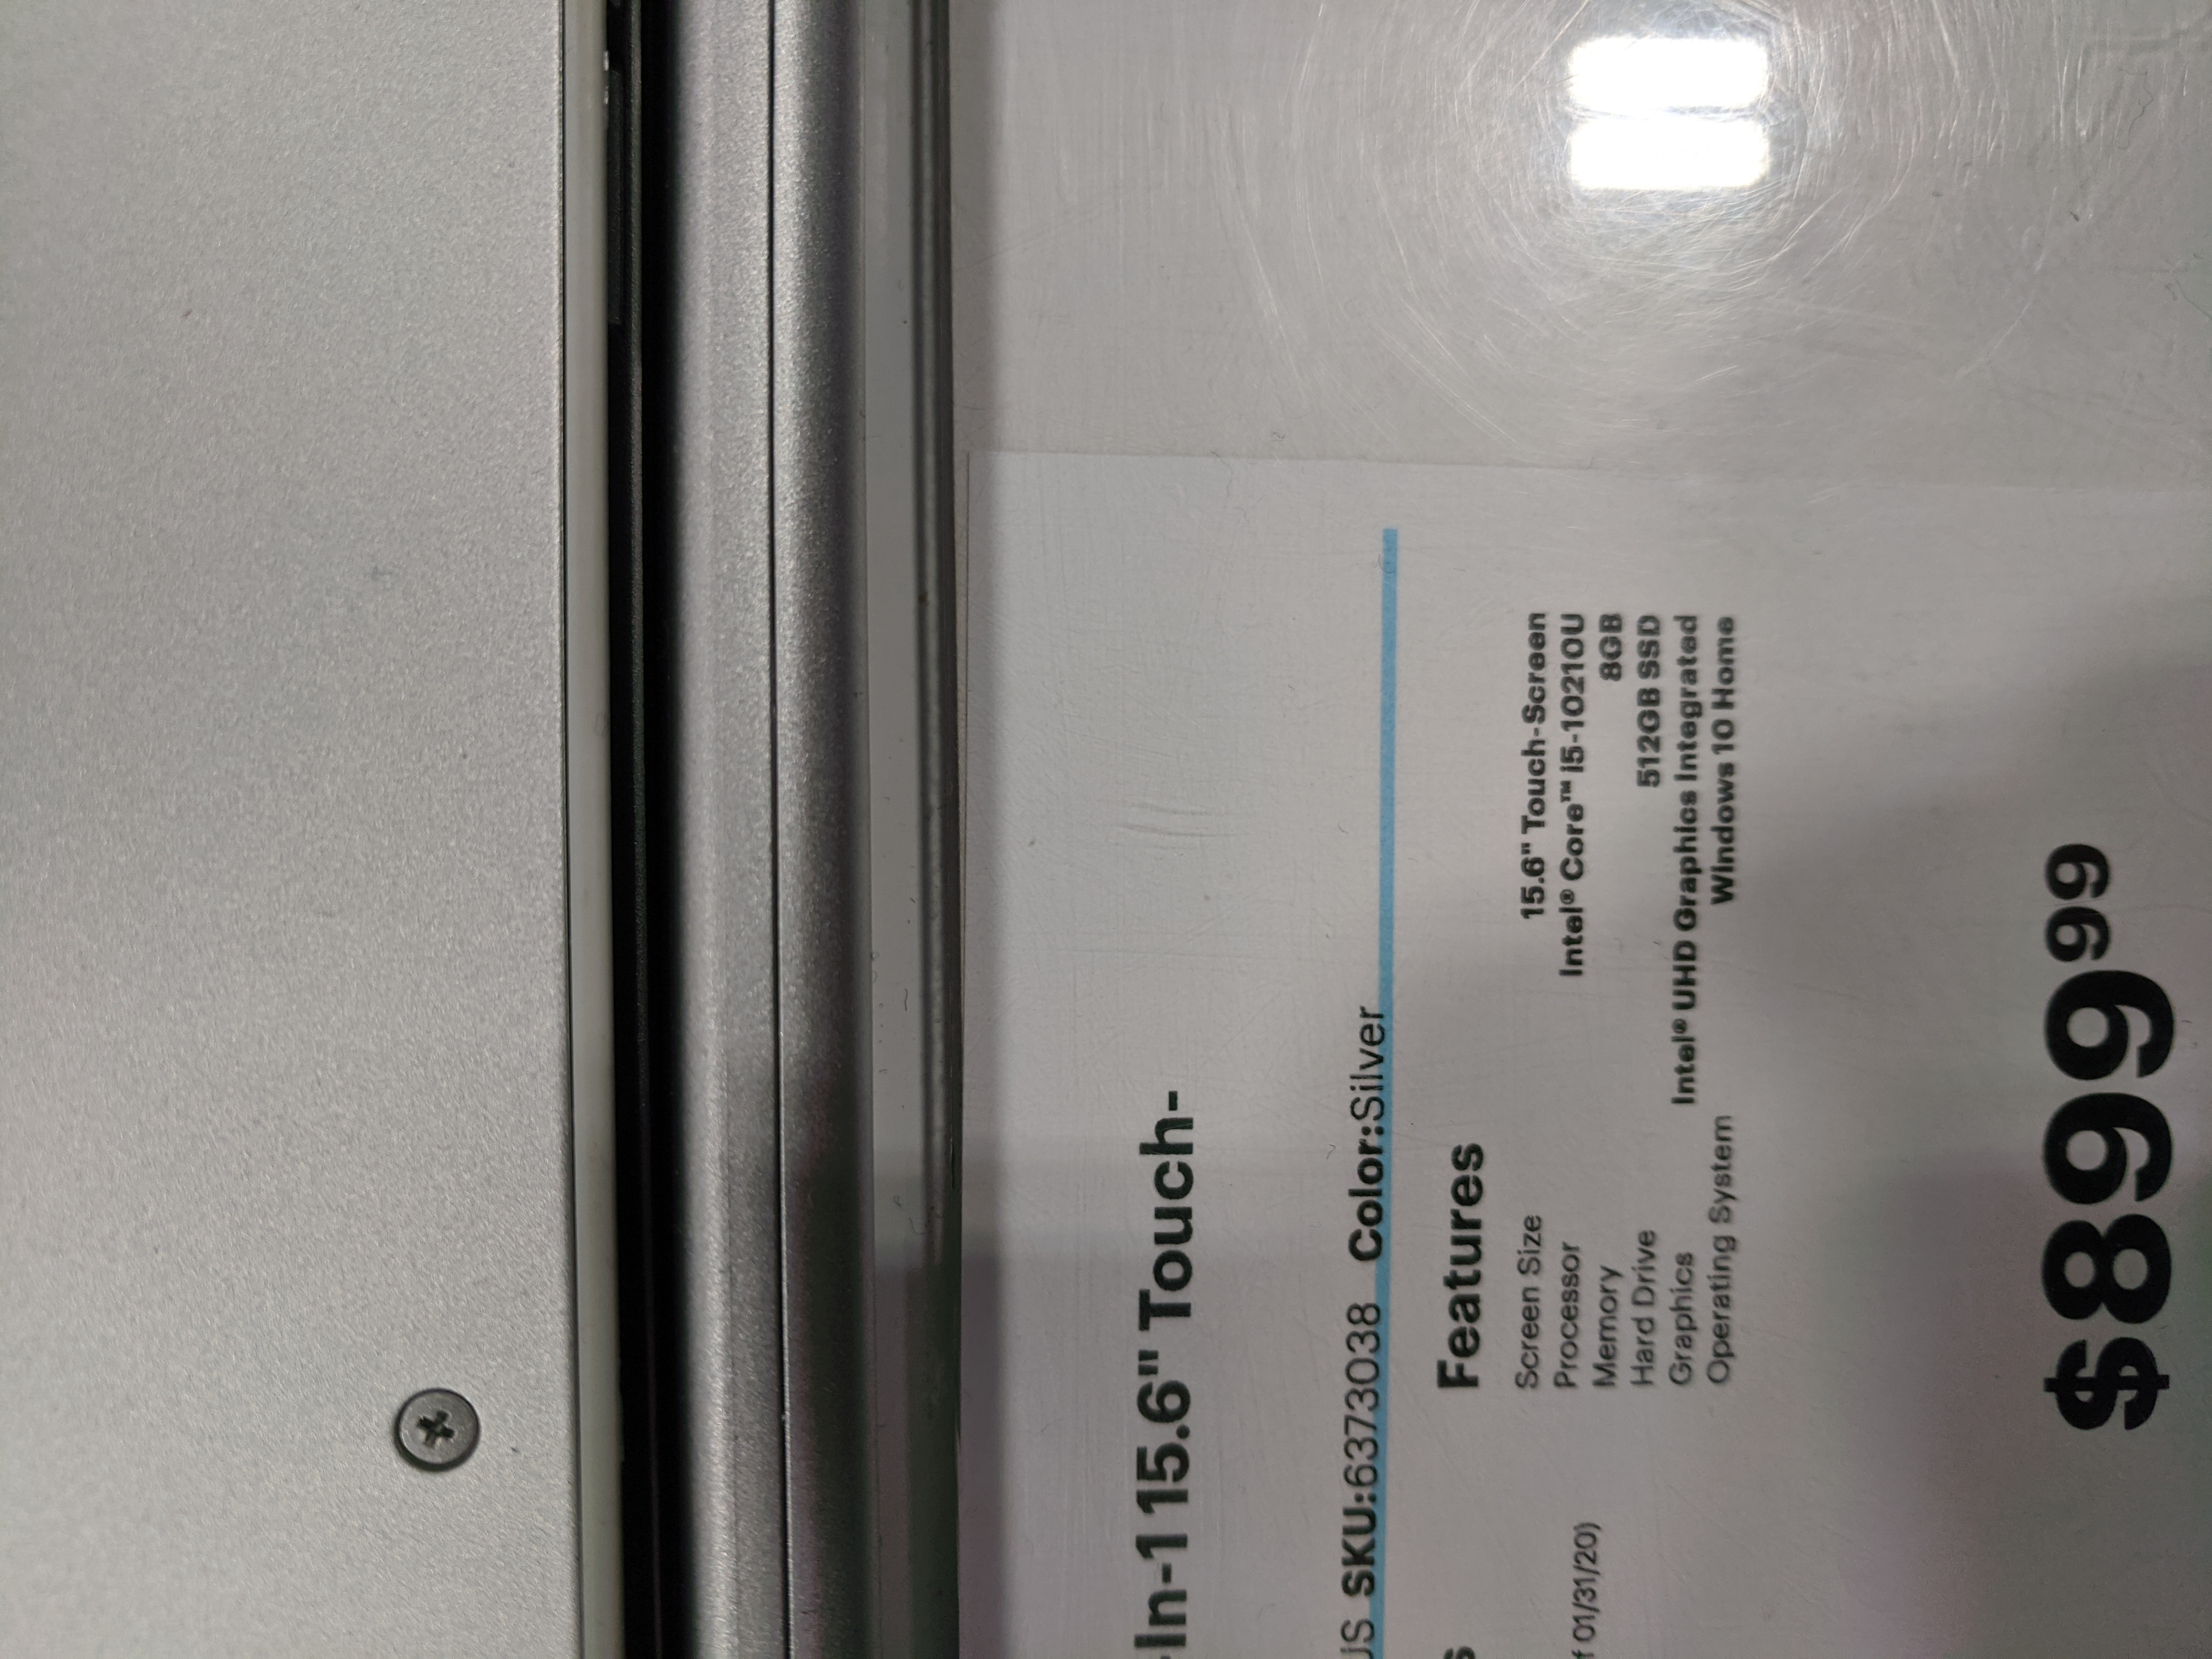 -In-1 15.6" Touch-
US SKU:6373038 Color:Silver
Features
Screen Size 15.6" Touch-Screen
Processor Intel® Core™ I5-10210U
Memory 8GB
Hard Drive 512GB SSD
Graphics Intel® UHD Graphics Integrated
Operating System Windows 10 Home
s
f 01/31/20)
$899 99